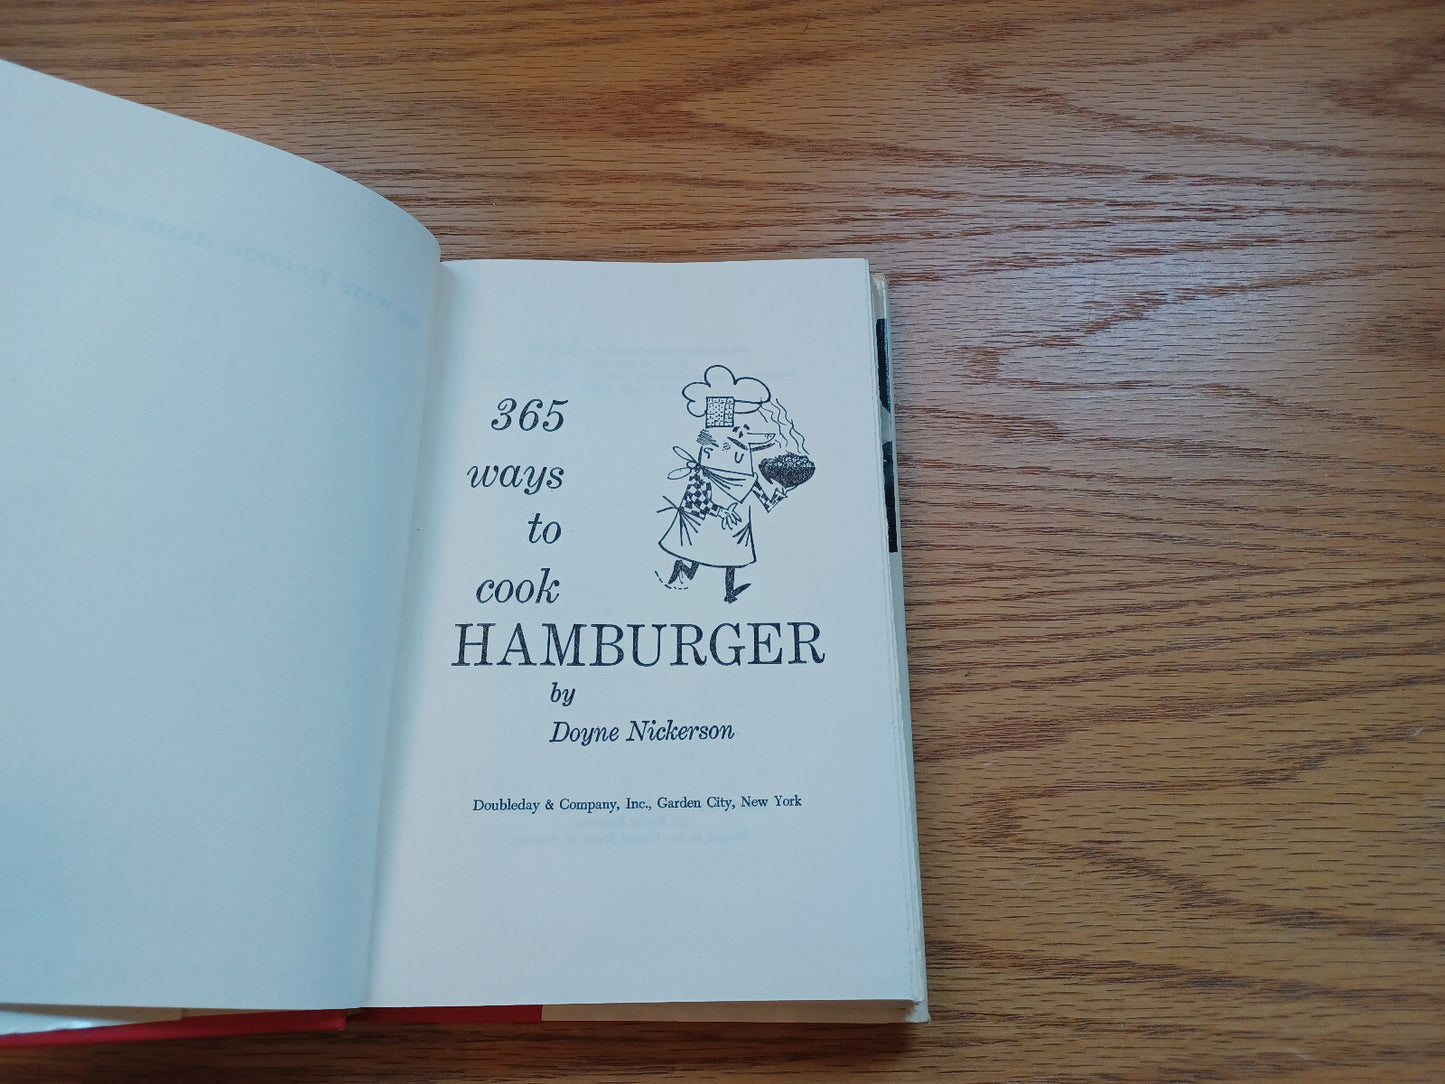 365
ways
to
cook
HAMBURGER
by
Doyne Nickerson
Doubleday & Company, Inc., Garden City, New York